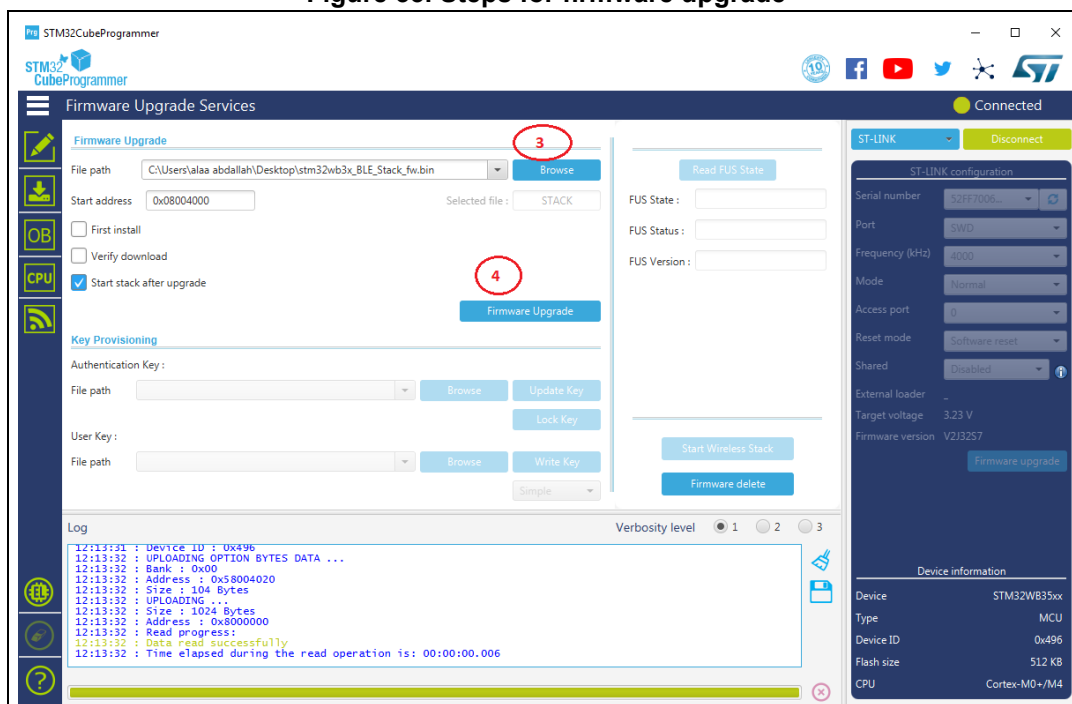 Figure 88. Steps for firmware upgrade
Prg STM32CubeProgrammer
STM32
CubeProgrammer
10
Firmware Upgrade Services
Connected
Firmware Upgrade
3
File path C:\Users\alaa abdallah\Desktop\stm32wb3x_BLE_Stack_fw.bin Browse
Start address 0x08004000 Selected file : STACK
First install
Verify download
Start stack after upgrade
4
Firmware Upgrade
Key Provisioning
Authentication Key :
File path Browse Update Key
Lock Key
User Key :
File path Browse Write Key
Simple
Read FUS State
FUS State :
FUS Status :
FUS Version :
Start Wireless Stack
Firmware delete
OB
CPU
ST-LINK Disconnect
ST-LINK configuration
Serial number 52FF7006...
Port SWD
Frequency (kHz) 4000
Mode Normal
Access port 0
Reset mode Software reset
Shared Disabled
External loader _
Target voltage 3.23 V
Firmware version V2J32S7
Firmware upgrade
Log Verbosity level 1 2 3
12:13:31 : Device ID : 0x496
12:13:32 : UPLOADING OPTION BYTES DATA ...
12:13:32 : Bank : 0x00
12:13:32 : Address : 0x58004020
12:13:32 : Size : 104 Bytes
12:13:32 : UPLOADING ...
12:13:32 : Size : 1024 Bytes
12:13:32 : Address : 0x8000000
12:13:32 : Read progress:
12:13:32 : Data read successfully
12:13:32 : Time elapsed during the read operation is: 00:00:00.006
Device information
Device STM32WB35xx
Type MCU
Device ID 0x496
Flash size 512 KB
CPU Cortex-M0+/M4